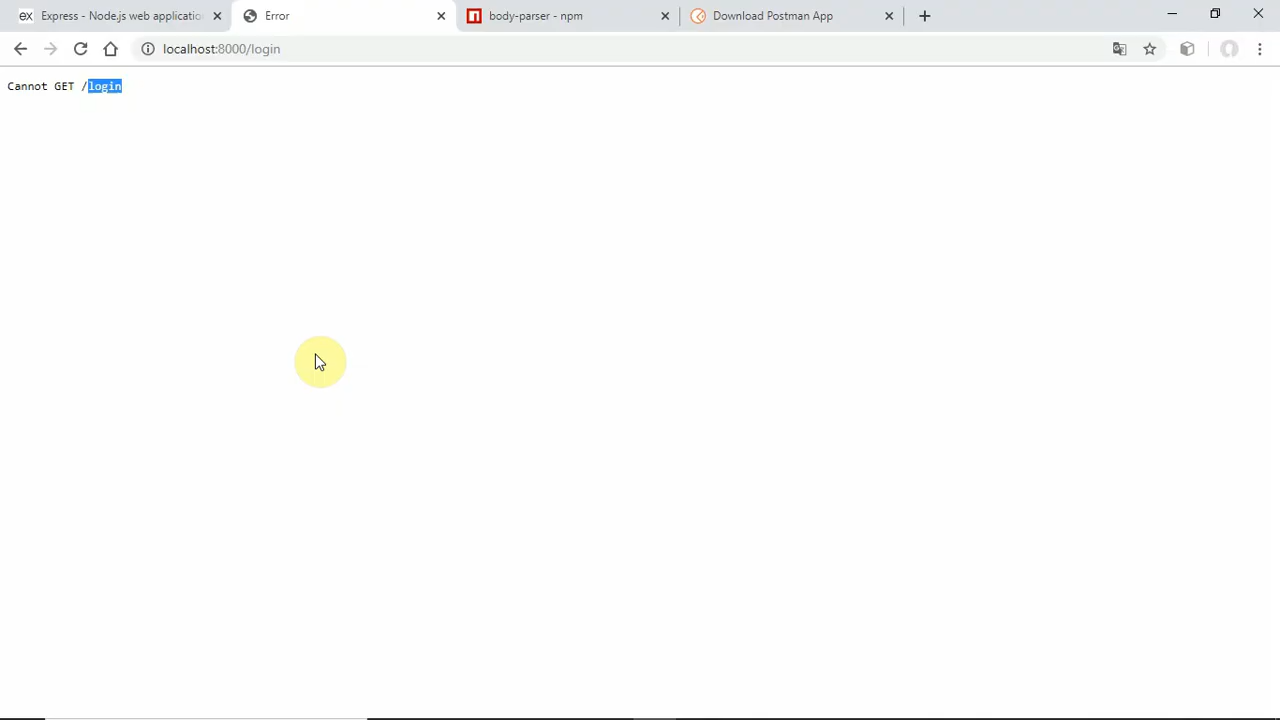 Express - Node.js web applicatio
Error
body-parser - npm
Download Postman App
localhost:8000/login
Cannot GET /login